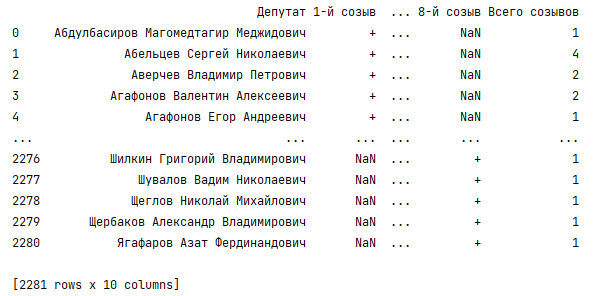 Депутат 1-й созыв ... 8-й созыв Всего созывов
0 Абдулбасиров Магомедтагир Меджидович + ... NaN 1
1 Абельцев Сергей Николаевич + ... NaN 4
2 Аверчев Владимир Петрович + ... NaN 2
3 Агафонов Валентин Алексеевич + ... NaN 2
4 Агафонов Егор Андреевич + ... NaN 1
... ... ... ... ... ...
2276 Шилкин Григорий Владимирович NaN ... + 1
2277 Шувалов Вадим Николаевич NaN ... + 1
2278 Щеглов Николай Михайлович NaN ... + 1
2279 Щербаков Александр Владимирович NaN ... + 1
2280 Ягафаров Азат Фердинандович NaN ... + 1
[2281 rows x 10 columns]